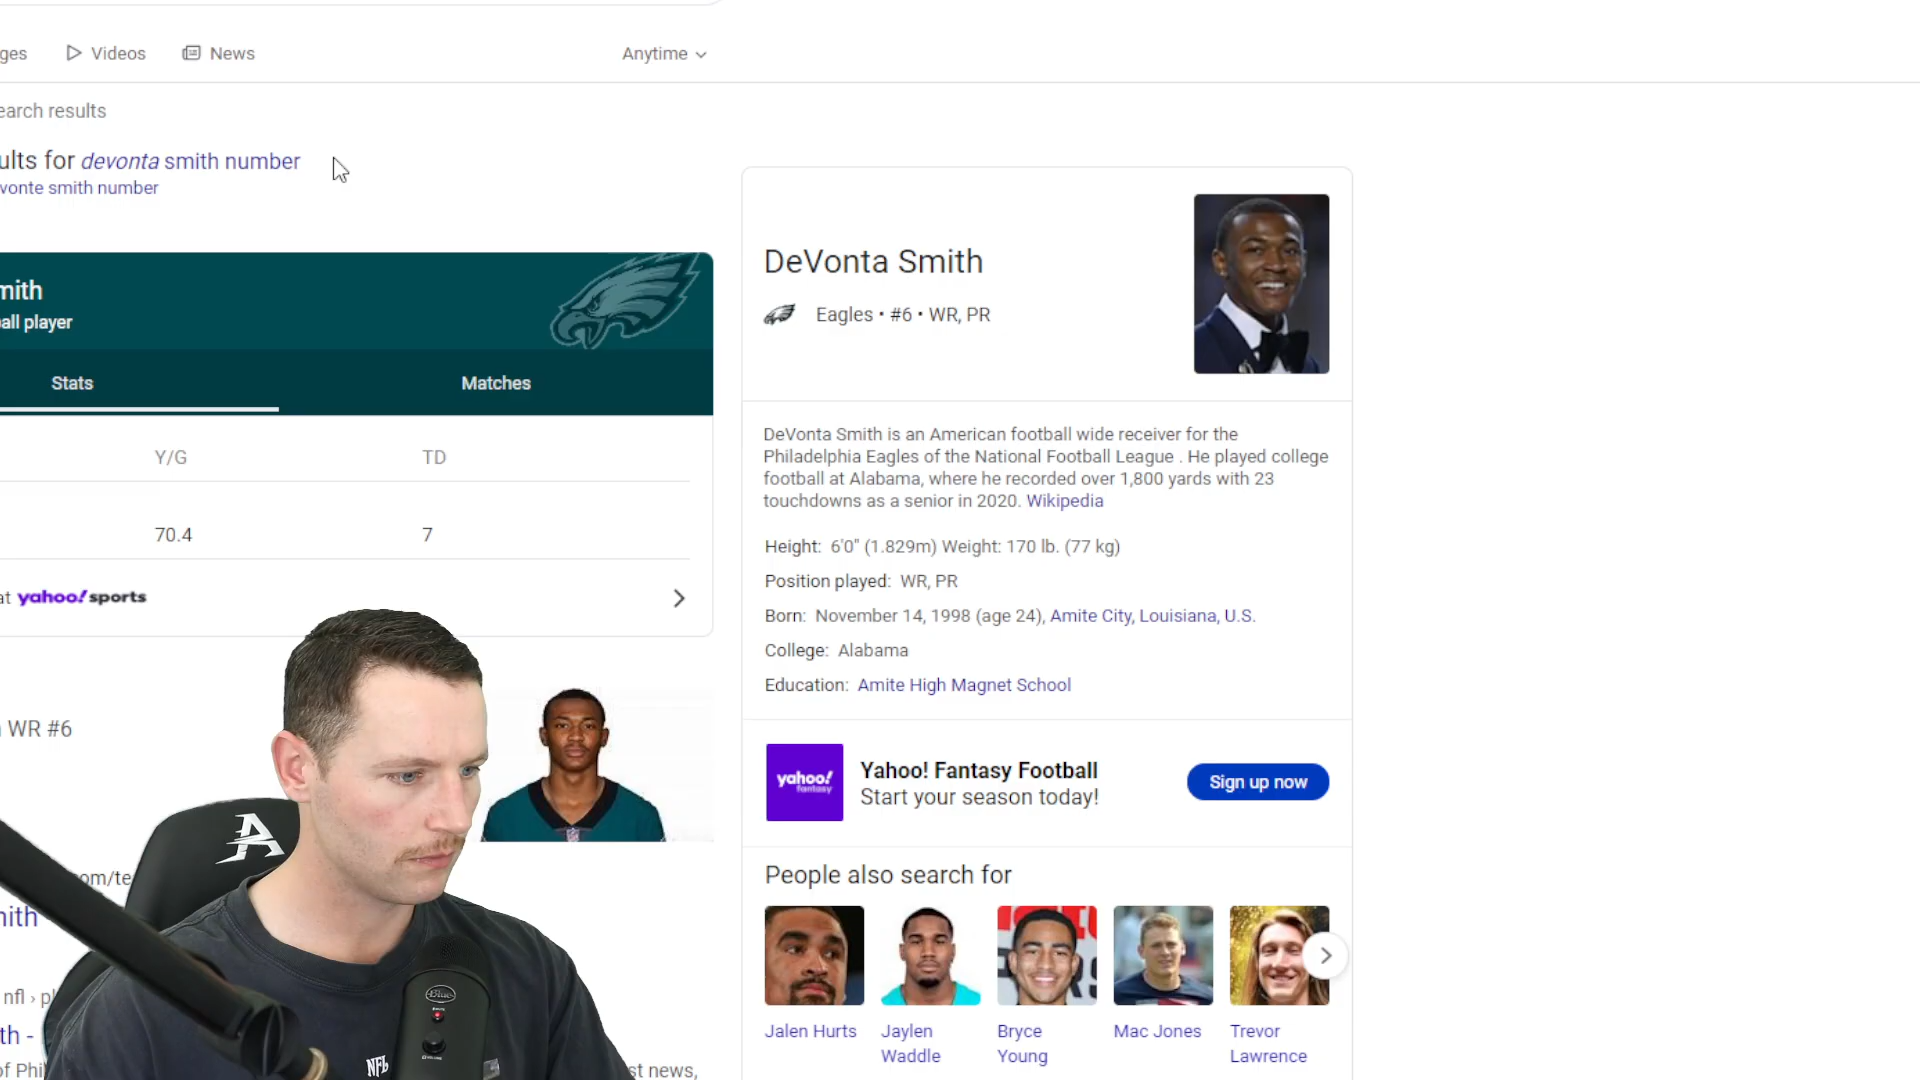 ges
Videos
News
Anytime
earch results
ults for devonta smith number
vonte smith number
mith
all player
Stats
Matches
Y/G
TD
70.4
7
at yahoo!sports
WR #6
om/te
nith
nfl › pl
th -
of Phi
st news,
DeVonta Smith
Eagles • #6 • WR, PR
DeVonta Smith is an American football wide receiver for the
Philadelphia Eagles of the National Football League . He played college
football at Alabama, where he recorded over 1,800 yards with 23
touchdowns as a senior in 2020. Wikipedia
Height: 6'0" (1.829m) Weight: 170 lb. (77 kg)
Position played: WR, PR
Born: November 14, 1998 (age 24), Amite City, Louisiana, U.S.
College: Alabama
Education: Amite High Magnet School
yahoo!
fantasy
Yahoo! Fantasy Football
Start your season today!
Sign up now
People also search for
Jalen Hurts
Jaylen
Waddle
Bryce
Young
Mac Jones
Trevor
Lawrence
Blue
NFL